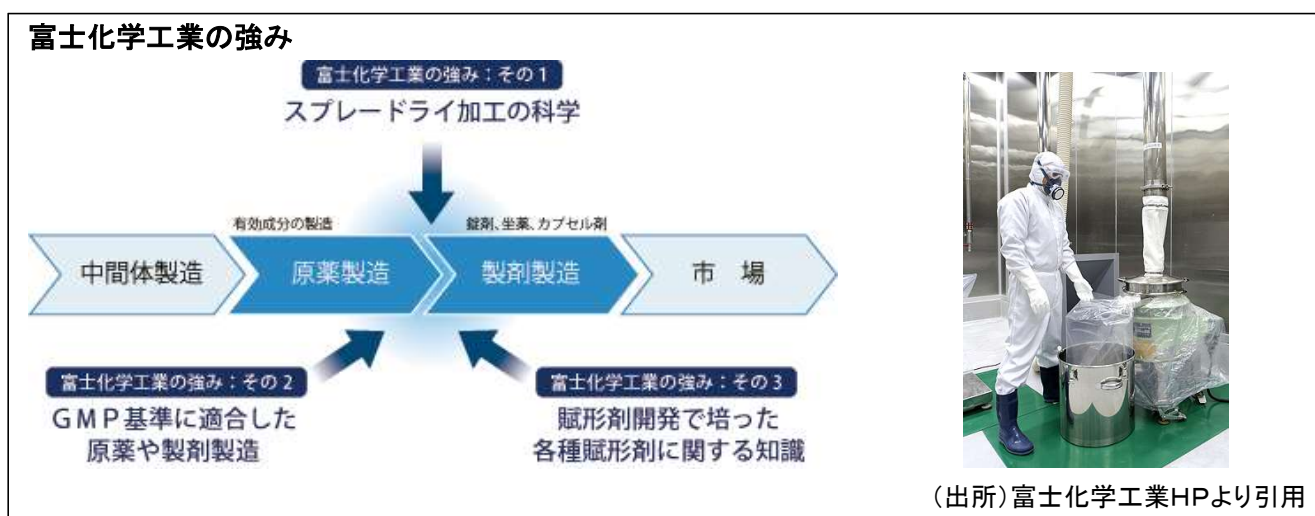 富士化学工業の強み
富士化学工業の強み：その１
スプレードライ加工の科学
有効成分の製造
錠剤、坐薬、カプセル剤
中間体製造
原薬製造
製剤製造
市　場
富士化学工業の強み：その２
ＧＭＰ基準に適合した
原薬や製剤製造
富士化学工業の強み：その３
賦形剤開発で培った
各種賦形剤に関する知識
（出所）富士化学工業ＨＰより引用